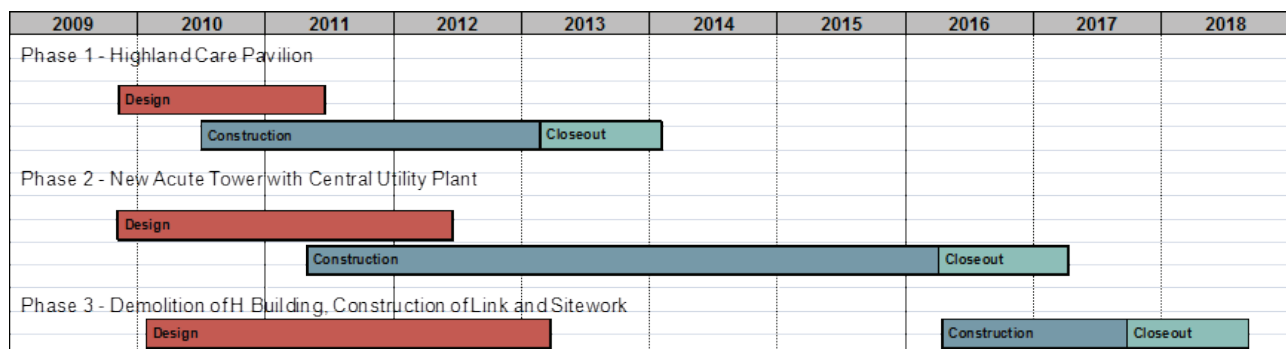 2009 2010 2011 2012 2013 2014 2015 2016 2017 2018
Phase 1 - Highland Care Pavilion
Design
Construction Closeout
Phase 2 - New Acute Tower with Central Utility Plant
Design
Construction Closeout
Phase 3 - Demolition of H Building, Construction of Link and Sitework
Design Construction Closeout